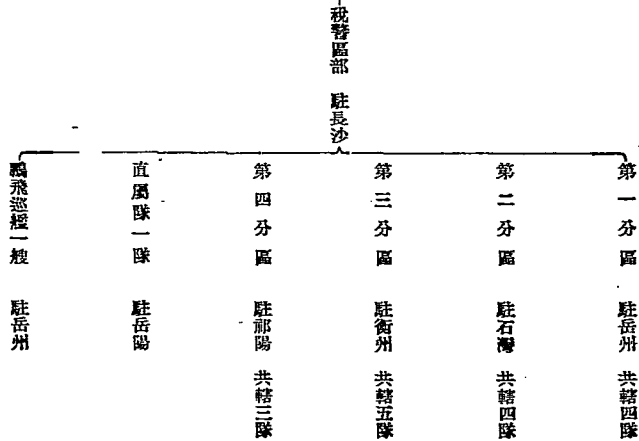 稅警區部　駐長沙
第一分區　駐岳州　共轄四隊
第二分區　駐石灣　共轄四隊
第三分區　駐衡州　共轄五隊
第四分區　駐祁陽　共轄三隊
直屬隊一隊　駐岳陽
飛巡艦一艘　駐岳州